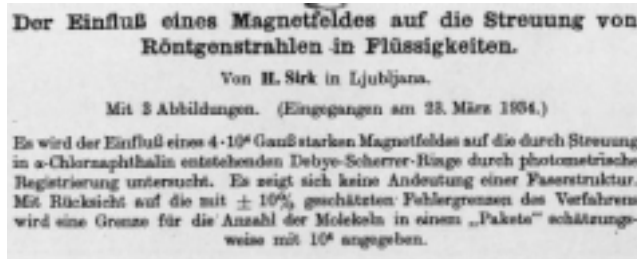 Der Einfluß eines Magnetfeldes auf die Streuung von
Röntgenstrahlen in Flüssigkeiten.
Von H. Sirk in Ljubljana.
Mit 3 Abbildungen. (Eingegangen am 23. März 1934.)
Es wird der Einfluß eines Gauß starken Magnetfeldes auf die durch Streuung
in α-Chlornaphthalin entstehenden Debye-Scherrer-Ringe durch photometrische
Registrierung untersucht. Es zeigt sich keine Andeutung einer Faserstruktur.
Mit Rücksicht auf die mit ± 10% geschätzten Fehlergrenzen des Verfahrens
wird eine Grenze für die Anzahl der Molekeln in einem „Pakete“ schätzungs-
weise mit angegeben.